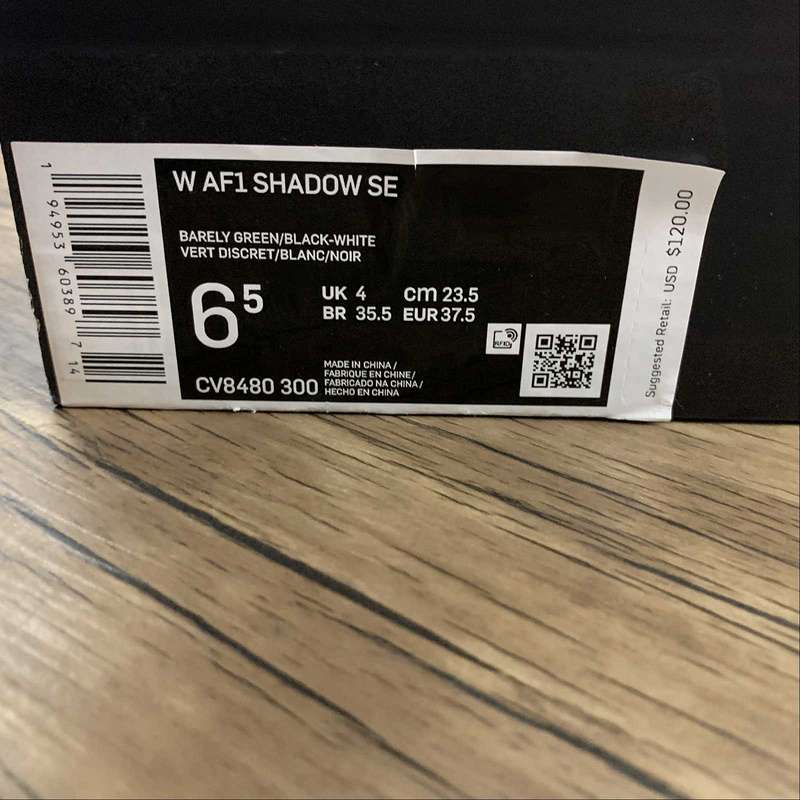 W AF1 SHADOW SE
BARELY GREEN/BLACK-WHITE
VERT DISCRET/BLANC/NOIR
6⁵
UK 4 cm 23.5
BR 35.5 EUR 37.5
RFID
CV8480 300
MADE IN CHINA /
FABRIQUE EN CHINE/
FABRICADO NA CHINA /
HECHO EN CHINA
1 94953 60389 7 14
Suggested Retail: USD $120.00